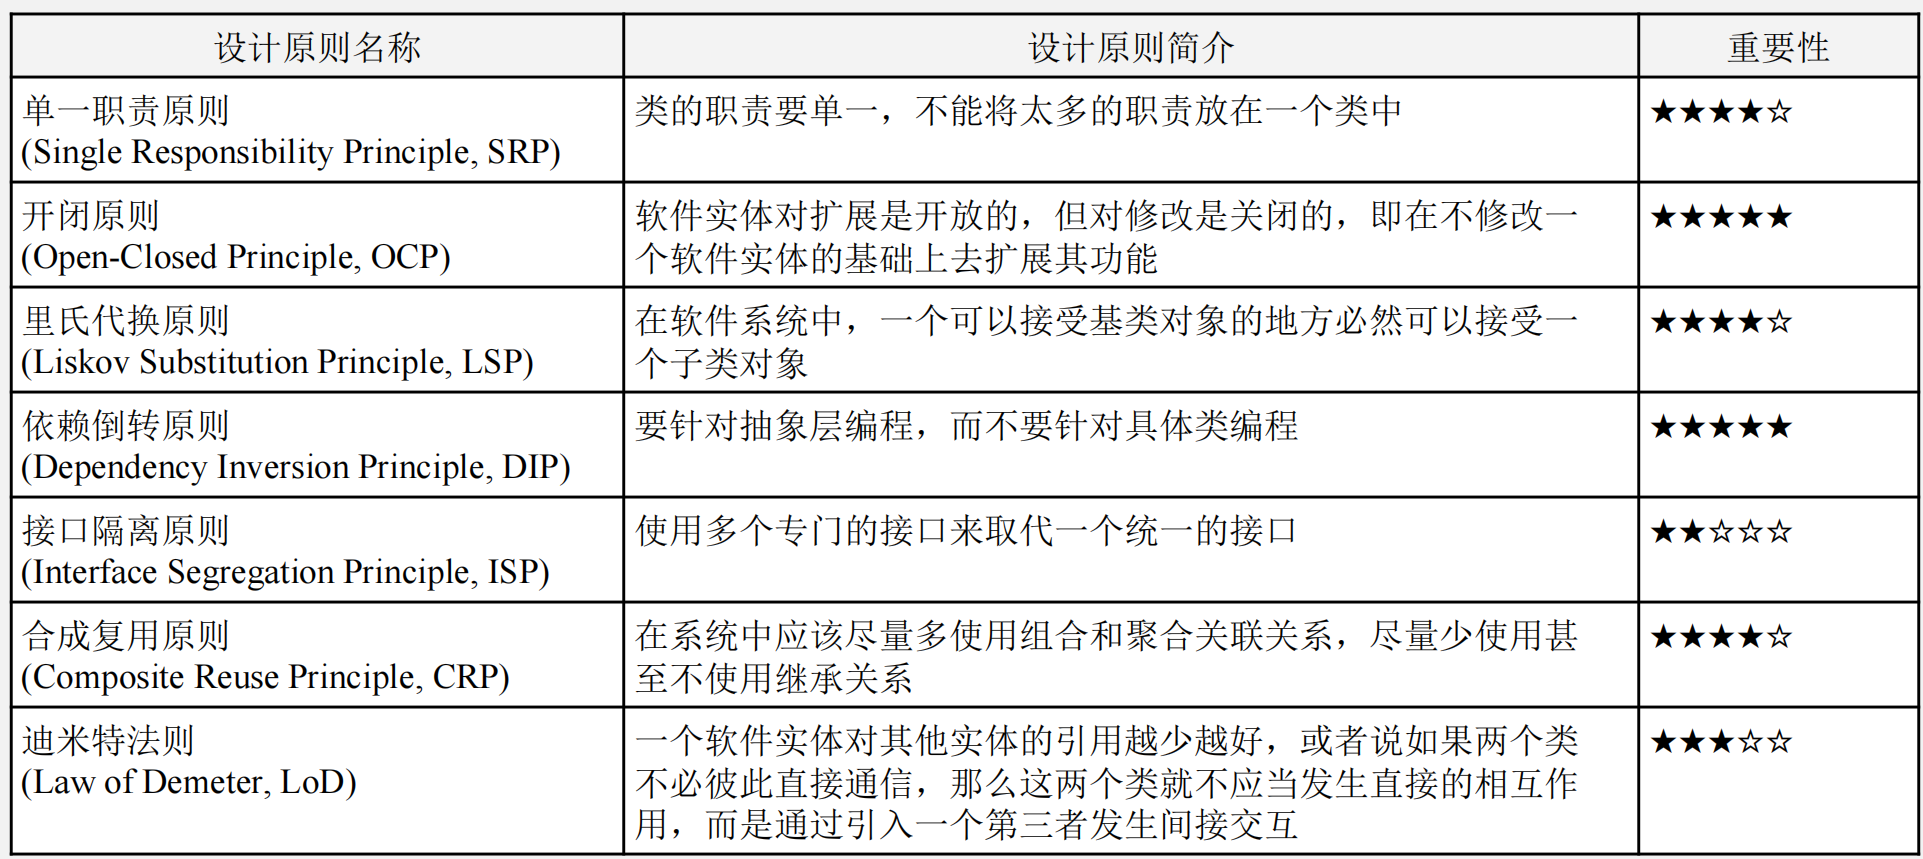 设计原则名称
设计原则简介
重要性
单一职责原则
(Single Responsibility Principle, SRP)
类的职责要单一，不能将太多的职责放在一个类中
★★★★☆
开闭原则
(Open-Closed Principle, OCP)
软件实体对扩展是开放的，但对修改是关闭的，即在不修改一
个软件实体的基础上去扩展其功能
★★★★★
里氏代换原则
(Liskov Substitution Principle, LSP)
在软件系统中，一个可以接受基类对象的地方必然可以接受一
个子类对象
★★★★☆
依赖倒转原则
(Dependency Inversion Principle, DIP)
要针对抽象层编程，而不要针对具体类编程
★★★★★
接口隔离原则
(Interface Segregation Principle, ISP)
使用多个专门的接口来取代一个统一的接口
★★☆☆☆
合成复用原则
(Composite Reuse Principle, CRP)
在系统中应该尽量多使用组合和聚合关联关系，尽量少使用甚
至不使用继承关系
★★★★☆
迪米特法则
(Law of Demeter, LoD)
一个软件实体对其他实体的引用越少越好，或者说如果两个类
不必彼此直接通信，那么这两个类就不应当发生直接的相互作
用，而是通过引入一个第三者发生间接交互
★★★☆☆